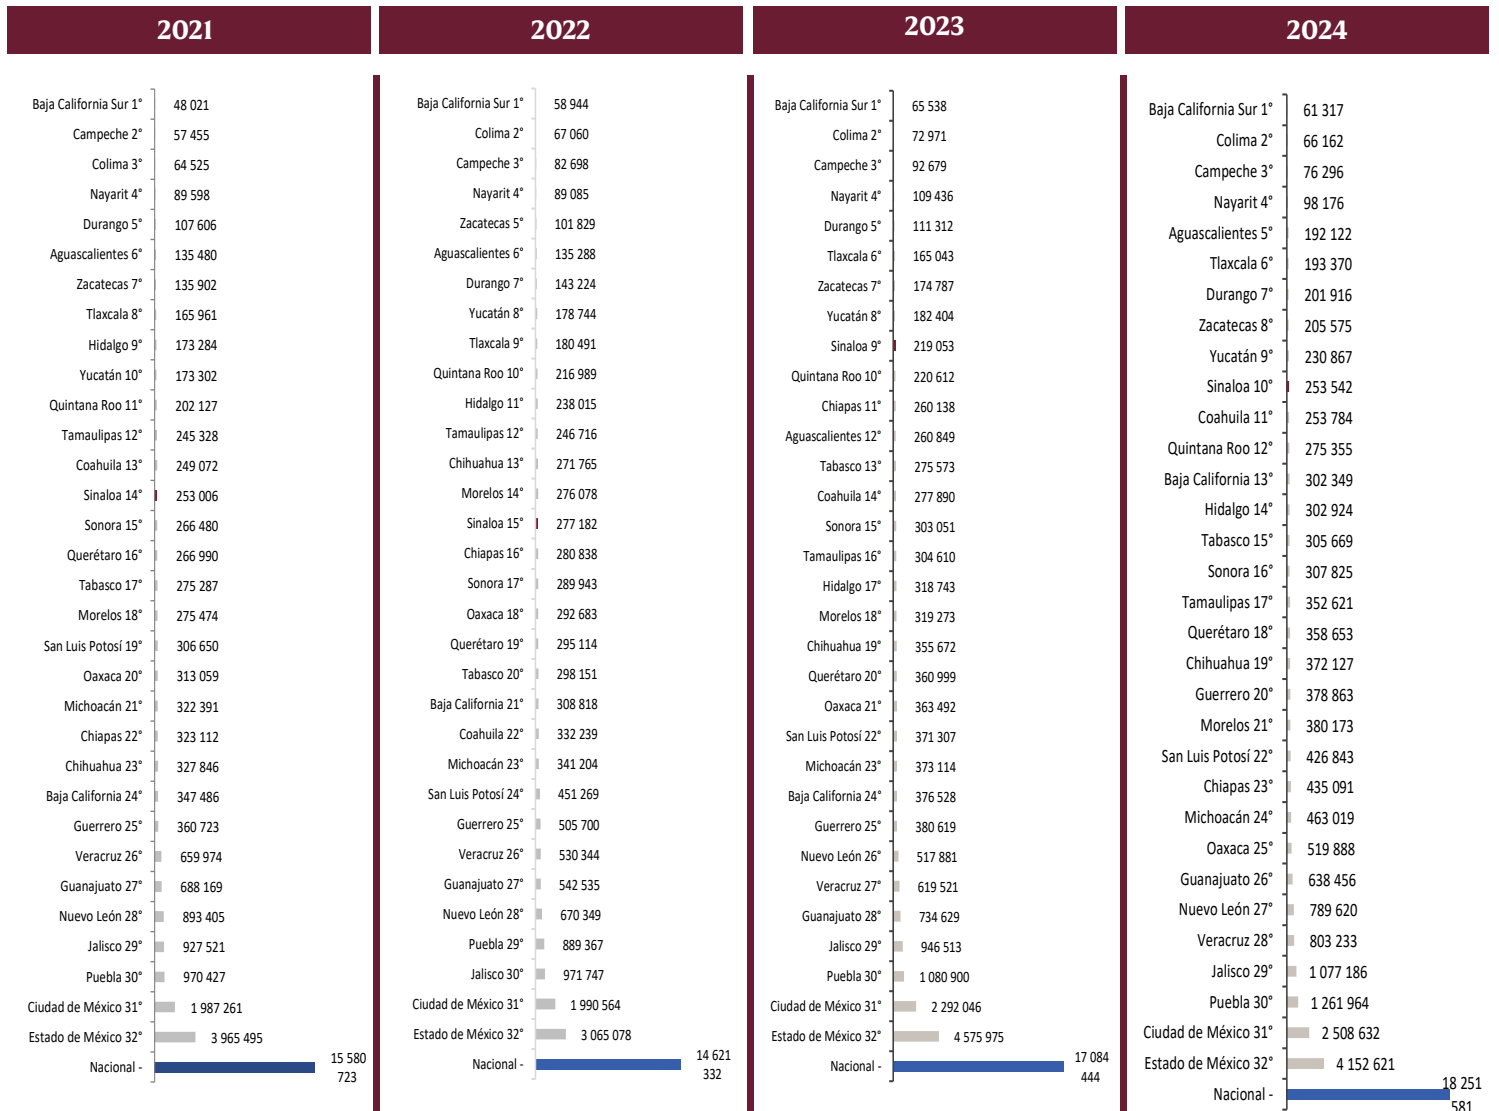 2021
Baja California Sur 1° 48 021
Campeche 2° 57 455
Colima 3° 64 525
Nayarit 4° 89 598
Durango 5° 107 606
Aguascalientes 6° 135 480
Zacatecas 7° 135 902
Tlaxcala 8° 165 961
Hidalgo 9° 173 284
Yucatán 10° 173 302
Quintana Roo 11° 202 127
Tamaulipas 12° 245 328
Coahuila 13° 249 072
Sinaloa 14° 253 006
Sonora 15° 266 480
Querétaro 16° 266 990
Tabasco 17° 275 287
Morelos 18° 275 474
San Luis Potosí 19° 306 650
Oaxaca 20° 313 059
Michoacán 21° 322 391
Chiapas 22° 323 112
Chihuahua 23° 327 846
Baja California 24° 347 486
Guerrero 25° 360 723
Veracruz 26° 659 974
Guanajuato 27° 688 169
Nuevo León 28° 893 405
Jalisco 29° 927 521
Puebla 30° 970 427
Ciudad de México 31° 1 987 261
Estado de México 32° 3 965 495
Nacional - 15 580
723
2022
Baja California Sur 1° 58 944
Colima 2° 67 060
Campeche 3° 82 698
Nayarit 4° 89 085
Zacatecas 5° 101 829
Aguascalientes 6° 135 288
Durango 7° 143 224
Yucatán 8° 178 744
Tlaxcala 9° 180 491
Quintana Roo 10° 216 989
Hidalgo 11° 238 015
Tamaulipas 12° 246 716
Chihuahua 13° 271 765
Morelos 14° 276 078
Sinaloa 15° 277 182
Chiapas 16° 280 838
Sonora 17° 289 943
Oaxaca 18° 292 683
Querétaro 19° 295 114
Tabasco 20° 298 151
Baja California 21° 308 818
Coahuila 22° 332 239
Michoacán 23° 341 204
San Luis Potosí 24° 451 269
Guerrero 25° 505 700
Veracruz 26° 530 344
Guanajuato 27° 542 535
Nuevo León 28° 670 349
Puebla 29° 889 367
Jalisco 30° 971 747
Ciudad de México 31° 1 990 564
Estado de México 32° 3 065 078
Nacional - 14 621
332
2023
Baja California Sur 1° 65 538
Colima 2° 72 971
Campeche 3° 92 679
Nayarit 4° 109 436
Durango 5° 111 312
Tlaxcala 6° 165 043
Zacatecas 7° 174 787
Yucatán 8° 182 404
Sinaloa 9° 219 053
Quintana Roo 10° 220 612
Chiapas 11° 260 138
Aguascalientes 12° 260 849
Tabasco 13° 275 573
Coahuila 14° 277 890
Sonora 15° 303 051
Tamaulipas 16° 304 610
Hidalgo 17° 318 743
Morelos 18° 319 273
Chihuahua 19° 355 672
Querétaro 20° 360 999
Oaxaca 21° 363 492
San Luis Potosí 22° 371 307
Michoacán 23° 373 114
Baja California 24° 376 528
Guerrero 25° 380 619
Nuevo León 26° 517 881
Veracruz 27° 619 521
Guanajuato 28° 734 629
Jalisco 29° 946 513
Puebla 30° 1 080 900
Ciudad de México 31° 2 292 046
Estado de México 32° 4 575 975
Nacional - 17 084
444
2024
Baja California Sur 1° 61 317
Colima 2° 66 162
Campeche 3° 76 296
Nayarit 4° 98 176
Aguascalientes 5° 192 122
Tlaxcala 6° 193 370
Durango 7° 201 916
Zacatecas 8° 205 575
Yucatán 9° 230 867
Sinaloa 10° 253 542
Coahuila 11° 253 784
Quintana Roo 12° 275 355
Baja California 13° 302 349
Hidalgo 14° 302 924
Tabasco 15° 305 669
Sonora 16° 307 825
Tamaulipas 17° 352 621
Querétaro 18° 358 653
Chihuahua 19° 372 127
Guerrero 20° 378 863
Morelos 21° 380 173
San Luis Potosí 22° 426 843
Chiapas 23° 435 091
Michoacán 24° 463 019
Oaxaca 25° 519 888
Guanajuato 26° 638 456
Nuevo León 27° 789 620
Veracruz 28° 803 233
Jalisco 29° 1 077 186
Puebla 30° 1 261 964
Ciudad de México 31° 2 508 632
Estado de México 32° 4 152 621
Nacional - 18 251
581